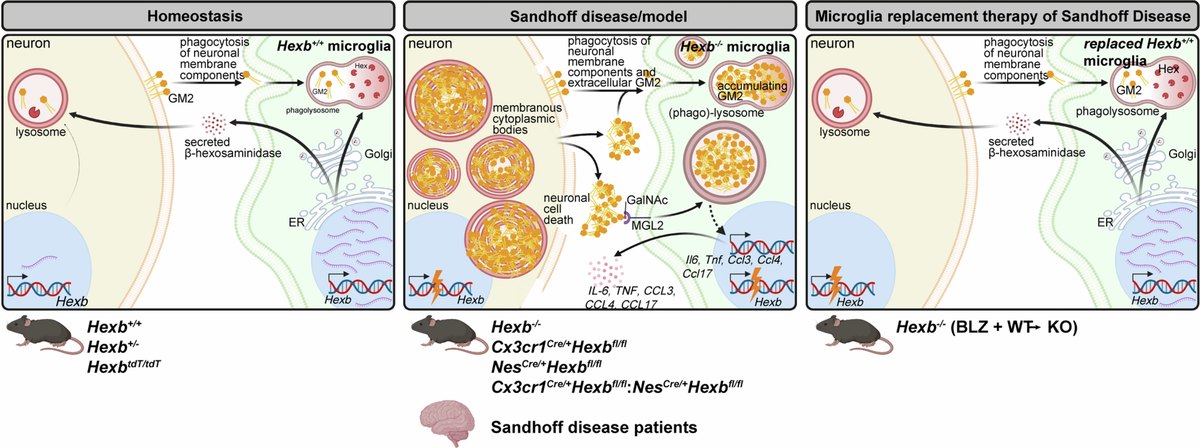 Homeostasis
neuron
phagocytosis
of neuronal
membrane
components
Hexb+/+ microglia
Hex
GM2
GM2
phagolysosome
lysosome
secreted
β-hexosaminidase
Golgi
ER
nucleus
Hexb
Hexb
Hexb+/+
Hexb+/-
HexbtdT/tdT
Sandhoff disease/model
neuron
phagocytosis of
neuronal
membrane
components and
extracellular GM2
Hexb-/- microglia
accumulating
GM2
(phago)-lysosome
membranous
cytoplasmic
bodies
neuronal
cell
death
GalNAc
MGL2
nucleus
Il6, Tnf, Ccl3, Ccl4,
Ccl17
IL-6, TNF, CCL3,
CCL4, CCL17
Hexb
Hexb
Hexb-/-
Cx3cr1Cre/+Hexbfl/fl
NesCre/+Hexbfl/fl
Cx3cr1Cre/+Hexbfl/fl:NesCre/+Hexbfl/fl
Sandhoff disease patients
Microglia replacement therapy of Sandhoff Disease
neuron
phagocytosis
of neuronal
membrane
components
replaced Hexb+/+
microglia
Hex
GM2
GM2
phagolysosome
lysosome
secreted
β-hexosaminidase
Golgi
ER
nucleus
Hexb
Hexb
Hexb-/- (BLZ + WT→ KO)